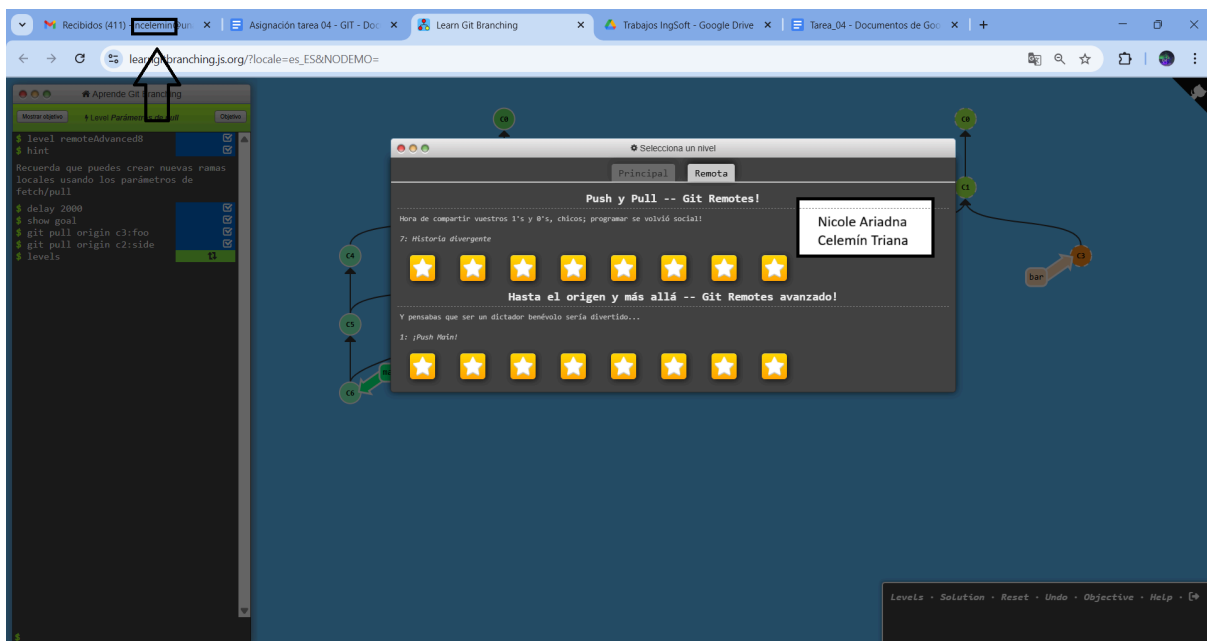 Recibidos (411) - ncelemin@un
Asignación tarea 04 - GIT - Doc
Learn Git Branching
Trabajos IngSoft - Google Drive
Tarea_04 - Documentos de Goo
learngitbranching.js.org/?locale=es_ES&NODEMO=
Aprende Git Branching
Mostrar objetivo
Level Parámetros de pull
Objetivo
$ level remoteAdvanced8
$ hint
Recuerda que puedes crear nuevas ramas
locales usando los parámetros de
fetch/pull
$ delay 2000
$ show goal
$ git pull origin c3:foo
$ git pull origin c2:side
$ levels
$
C0
C4
C5
C6
Selecciona un nivel
Principal
Remota
Push y Pull -- Git Remotes!
Hora de compartir vuestros 1's y 0's, chicos; programar se volvió social!
7: Historia divergente
Hasta el origen y más allá -- Git Remotes avanzado!
Y pensabas que ser un dictador benévolo sería divertido...
1: ¡Push Main!
Nicole Ariadna
Celemín Triana
C0
C1
C3
bar
Levels · Solution · Reset · Undo · Objective · Help ·